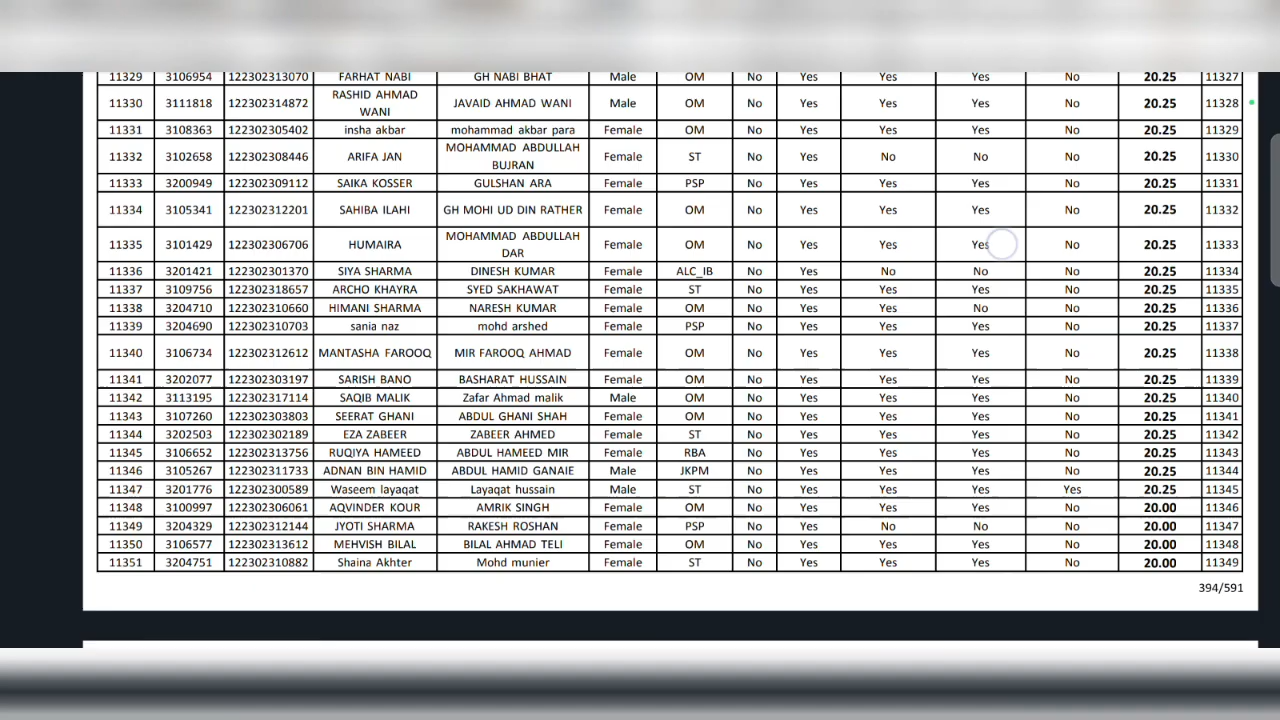 11329 3106954 122302313070 FARHAT NABI GH NABI BHAT Male OM No Yes Yes Yes No 20.25 11327
11330 3111818 122302314872 RASHID AHMAD WANI JAVAID AHMAD WANI Male OM No Yes Yes Yes No 20.25 11328
11331 3108363 122302305402 insha akbar mohammad akbar para Female OM No Yes Yes Yes No 20.25 11329
11332 3102658 122302308446 ARIFA JAN MOHAMMAD ABDULLAH BUJRAN Female ST No Yes No No No 20.25 11330
11333 3200949 122302309112 SAIKA KOSSER GULSHAN ARA Female PSP No Yes Yes Yes No 20.25 11331
11334 3105341 122302312201 SAHIBA ILAHI GH MOHI UD DIN RATHER Female OM No Yes Yes Yes No 20.25 11332
11335 3101429 122302306706 HUMAIRA MOHAMMAD ABDULLAH DAR Female OM No Yes Yes Yes No 20.25 11333
11336 3201421 122302301370 SIYA SHARMA DINESH KUMAR Female ALC_IB No Yes No No No 20.25 11334
11337 3109756 122302318657 ARCHO KHAYRA SYED SAKHAWAT Female ST No Yes Yes Yes No 20.25 11335
11338 3204710 122302310660 HIMANI SHARMA NARESH KUMAR Female OM No Yes Yes No No 20.25 11336
11339 3204690 122302310703 sania naz mohd arshed Female PSP No Yes Yes Yes No 20.25 11337
11340 3106734 122302312612 MANTASHA FAROOQ MIR FAROOQ AHMAD Female OM No Yes Yes Yes No 20.25 11338
11341 3202077 122302303197 SARISH BANO BASHARAT HUSSAIN Female OM No Yes Yes Yes No 20.25 11339
11342 3113195 122302317114 SAQIB MALIK Zafar Ahmad malik Male OM No Yes Yes Yes No 20.25 11340
11343 3107260 122302303803 SEERAT GHANI ABDUL GHANI SHAH Female OM No Yes Yes Yes No 20.25 11341
11344 3202503 122302302189 EZA ZABEER ZABEER AHMED Female ST No Yes Yes Yes No 20.25 11342
11345 3106652 122302313756 RUQIYA HAMEED ABDUL HAMEED MIR Female RBA No Yes Yes Yes No 20.25 11343
11346 3105267 122302311733 ADNAN BIN HAMID ABDUL HAMID GANAIE Male JKPM No Yes Yes Yes No 20.25 11344
11347 3201776 122302300589 Waseem layaqat Layaqat hussain Male ST No Yes Yes Yes Yes 20.25 11345
11348 3100997 122302306061 AQVINDER KOUR AMRIK SINGH Female OM No Yes Yes Yes No 20.00 11346
11349 3204329 122302312144 JYOTI SHARMA RAKESH ROSHAN Female PSP No Yes No No No 20.00 11347
11350 3106577 122302313612 MEHVISH BILAL BILAL AHMAD TELI Female OM No Yes Yes Yes No 20.00 11348
11351 3204751 122302310882 Shaina Akhter Mohd munier Female ST No Yes Yes Yes No 20.00 11349
394/591